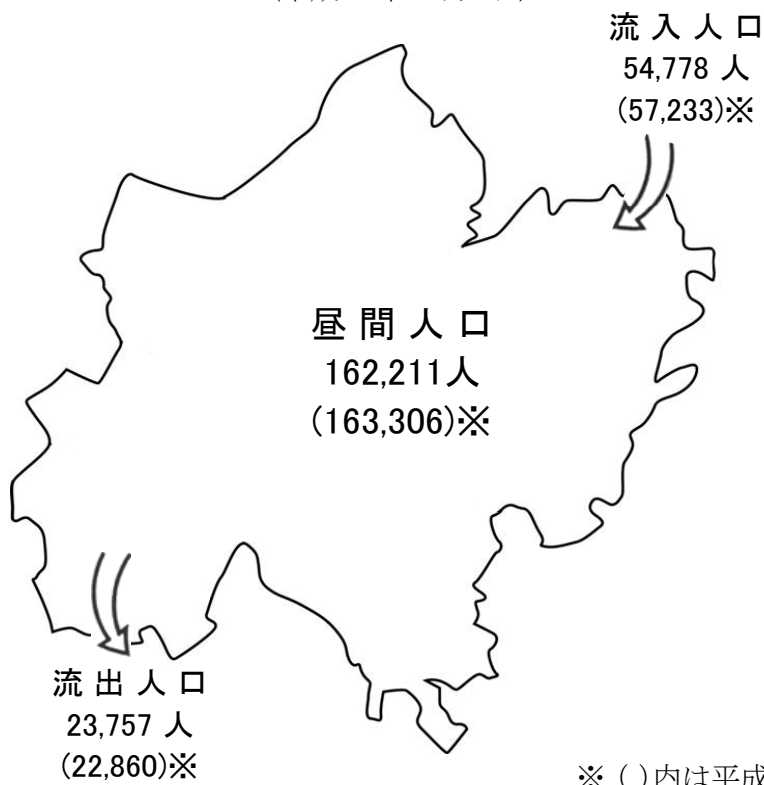 流入人口
54,778 人
(57,233)※
昼間人口
162,211人
(163,306)※
流出人口
23,757 人
(22,860)※
※ ( )内は平成